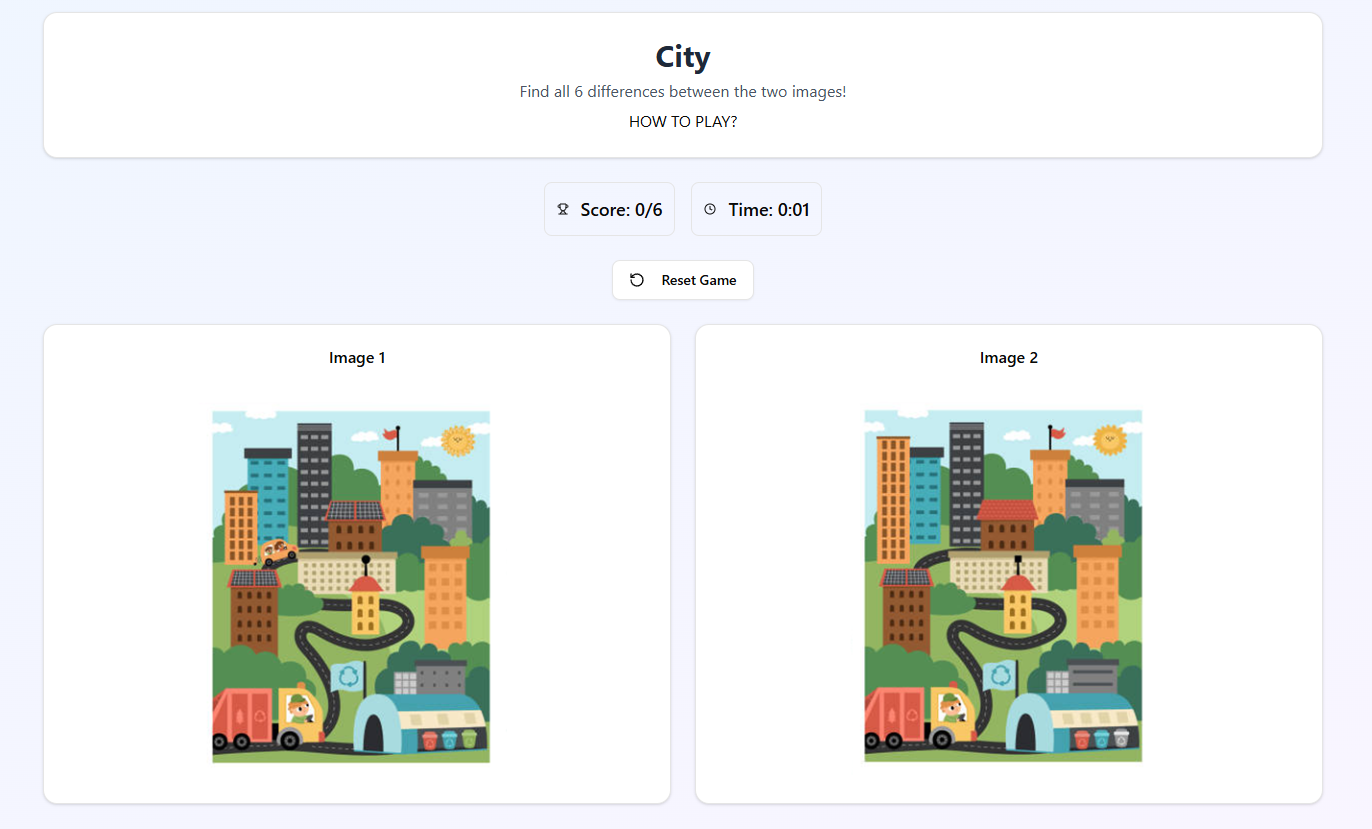 City
Find all 6 differences between the two images!
HOW TO PLAY?
Score: 0/6
Time: 0:01
Reset Game
Image 1
Image 2